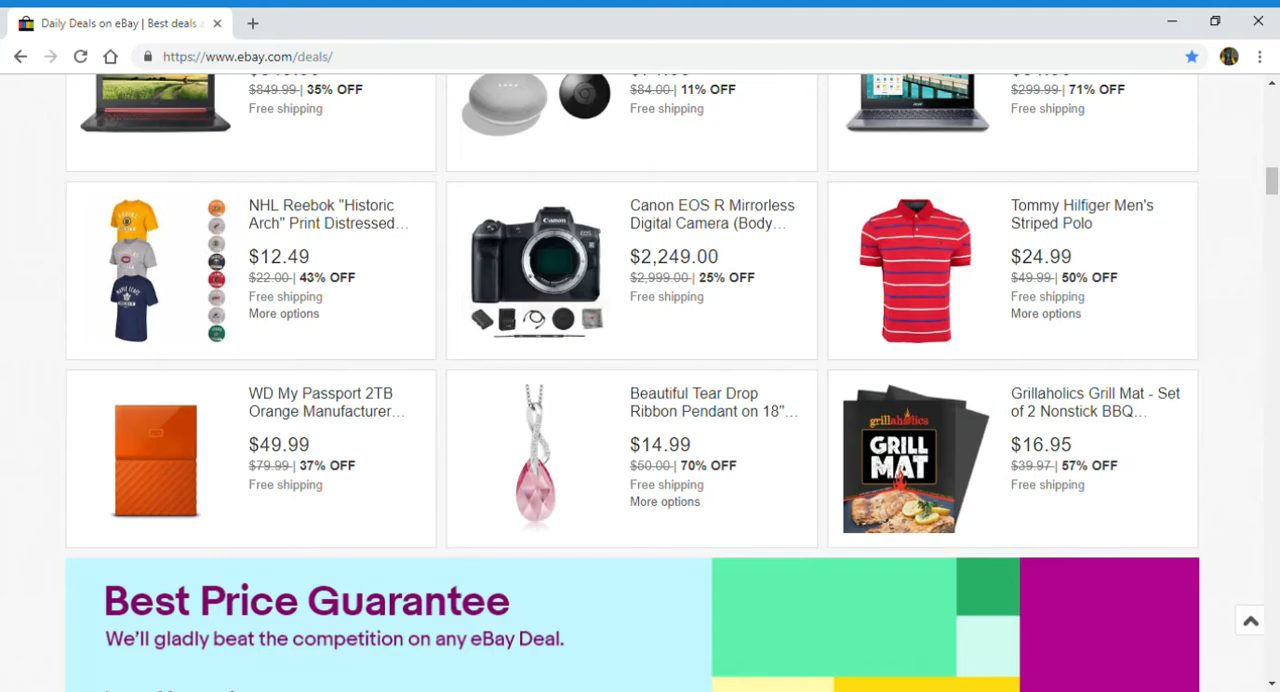 Daily Deals on eBay | Best deals a
https://www.ebay.com/deals/
$849.99 | 35% OFF
Free shipping
$84.00 | 11% OFF
Free shipping
$299.99 | 71% OFF
Free shipping
NHL Reebok "Historic
Arch" Print Distressed…
$12.49
$22.00 | 43% OFF
Free shipping
More options
Canon
EOS
Canon EOS R Mirrorless
Digital Camera (Body…
$2,249.00
$2,999.00 | 25% OFF
Free shipping
Tommy Hilfiger Men's
Striped Polo
$24.99
$49.99 | 50% OFF
Free shipping
More options
WD My Passport 2TB
Orange Manufacturer…
$49.99
$79.99 | 37% OFF
Free shipping
Beautiful Tear Drop
Ribbon Pendant on 18"…
$14.99
$50.00 | 70% OFF
Free shipping
More options
grillaholics
GRILL
MAT
Grillaholics Grill Mat - Set
of 2 Nonstick BBQ…
$16.95
$39.97 | 57% OFF
Free shipping
Best Price Guarantee
We'll gladly beat the competition on any eBay Deal.